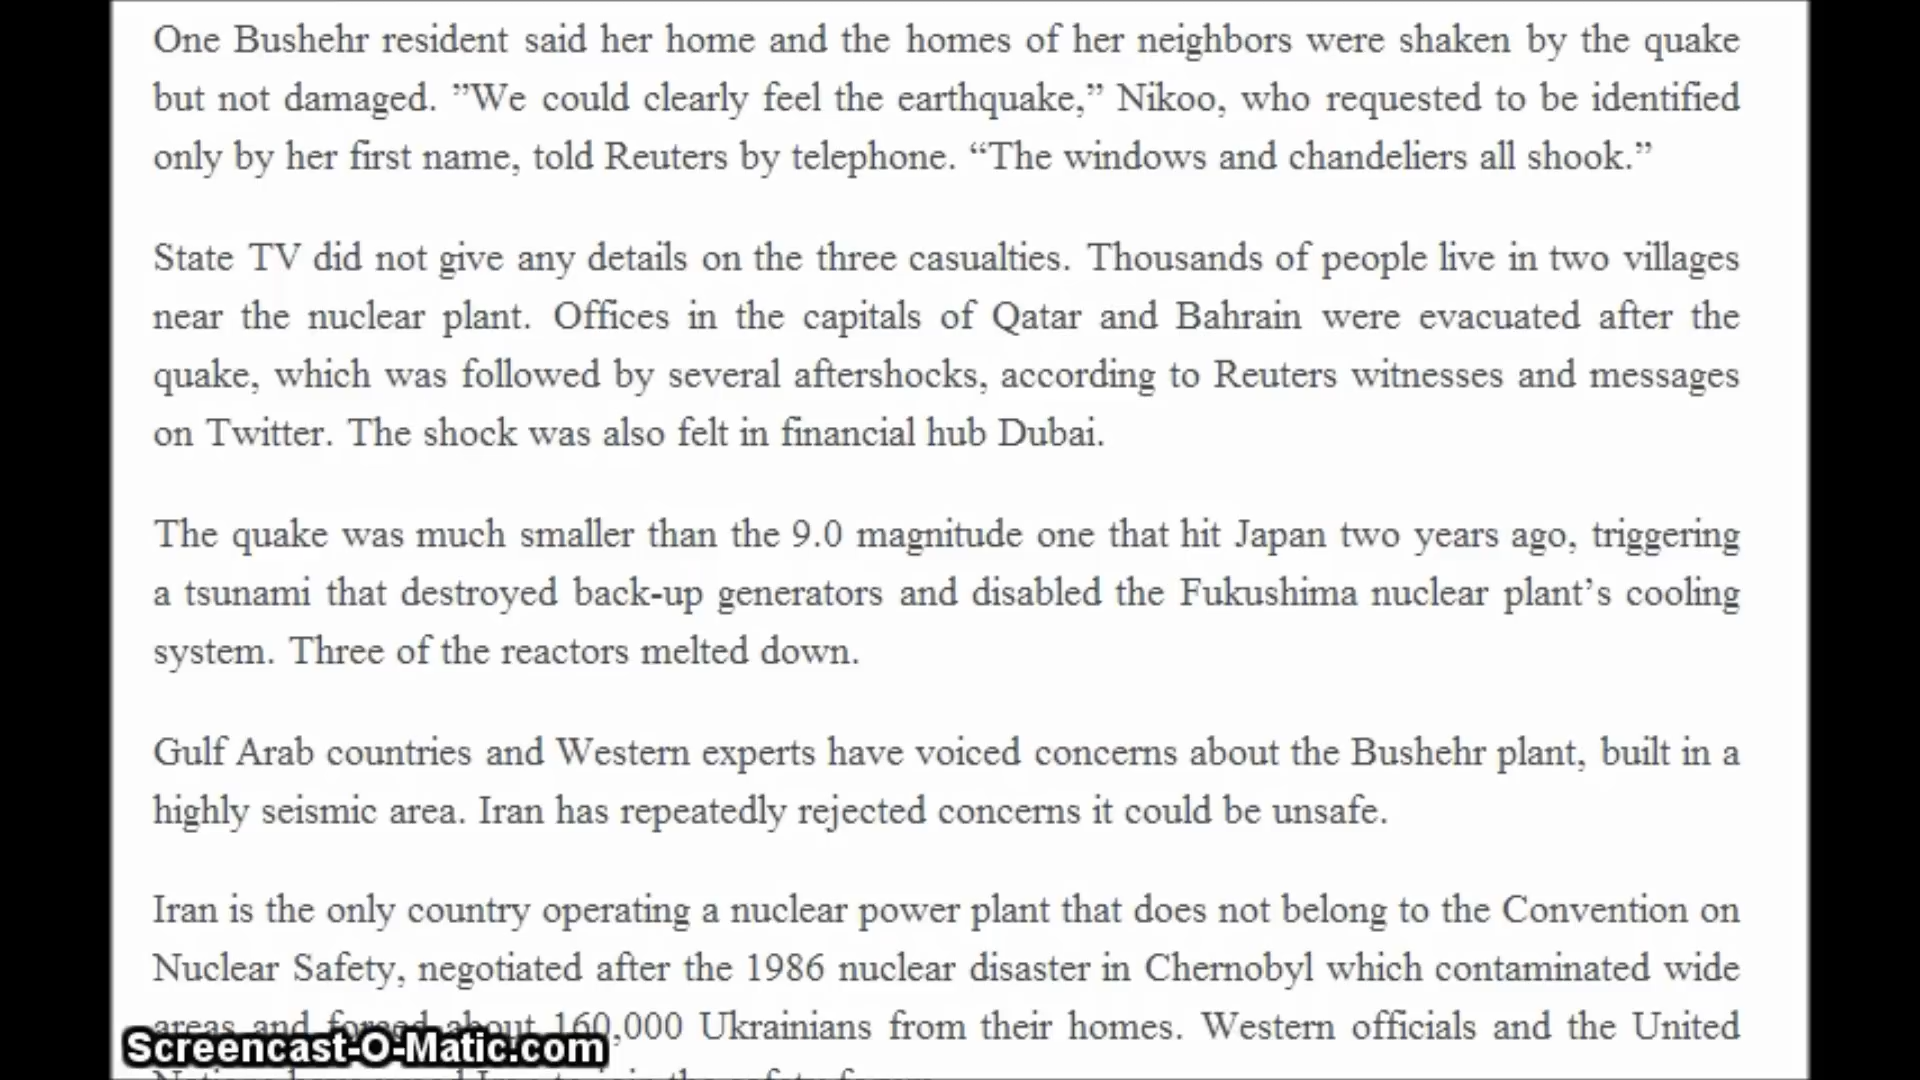 One Bushehr resident said her home and the homes of her neighbors were shaken by the quake
but not damaged. ”We could clearly feel the earthquake,” Nikoo, who requested to be identified
only by her first name, told Reuters by telephone. “The windows and chandeliers all shook.”
State TV did not give any details on the three casualties. Thousands of people live in two villages
near the nuclear plant. Offices in the capitals of Qatar and Bahrain were evacuated after the
quake, which was followed by several aftershocks, according to Reuters witnesses and messages
on Twitter. The shock was also felt in financial hub Dubai.
The quake was much smaller than the 9.0 magnitude one that hit Japan two years ago, triggering
a tsunami that destroyed back-up generators and disabled the Fukushima nuclear plant’s cooling
system. Three of the reactors melted down.
Gulf Arab countries and Western experts have voiced concerns about the Bushehr plant, built in a
highly seismic area. Iran has repeatedly rejected concerns it could be unsafe.
Iran is the only country operating a nuclear power plant that does not belong to the Convention on
Nuclear Safety, negotiated after the 1986 nuclear disaster in Chernobyl which contaminated wide
areas and forced about 160,000 Ukrainians from their homes. Western officials and the United
Screencast-O-Matic.com